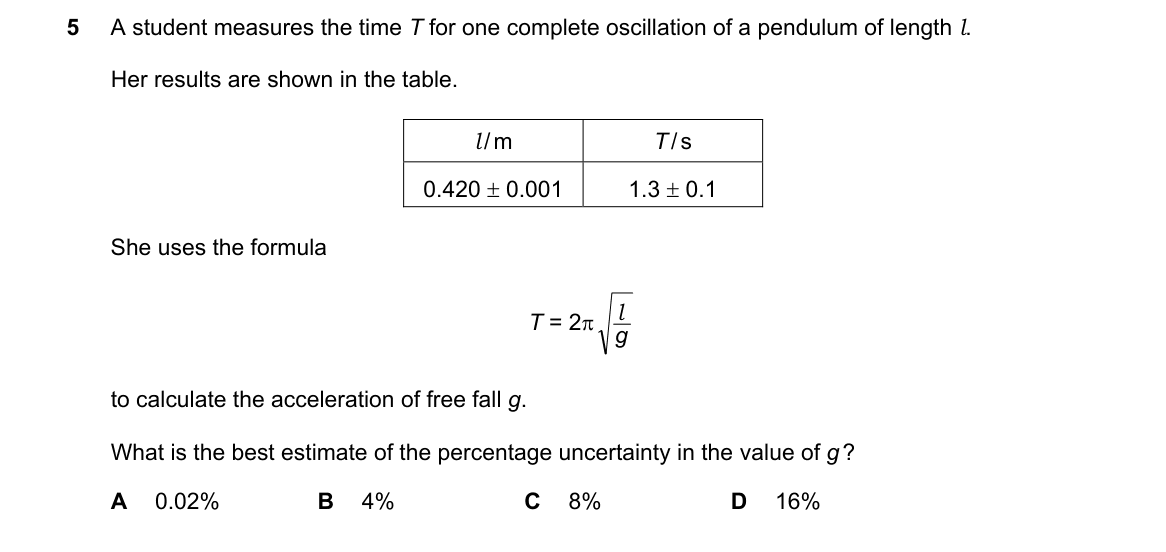 5 A student measures the time T for one complete oscillation of a pendulum of length l.
Her results are shown in the table.
l/m T/s
0.420 ± 0.001 1.3 ± 0.1
She uses the formula
T = 2π√(l/g)
to calculate the acceleration of free fall g.
What is the best estimate of the percentage uncertainty in the value of g?
A 0.02% B 4% C 8% D 16%